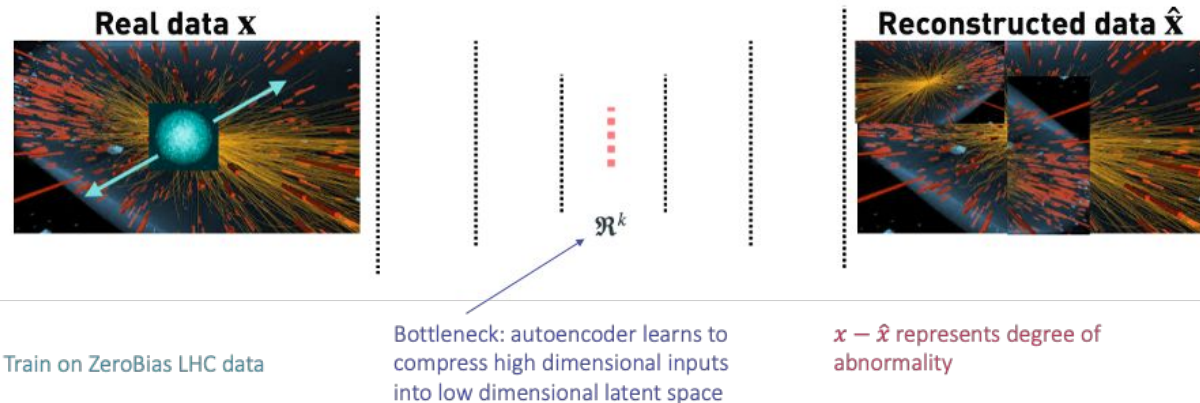 Real data x
Reconstructed data x̂
ℜᵏ
Train on ZeroBias LHC data
Bottleneck: autoencoder learns to
compress high dimensional inputs
into low dimensional latent space
x − x̂ represents degree of
abnormality